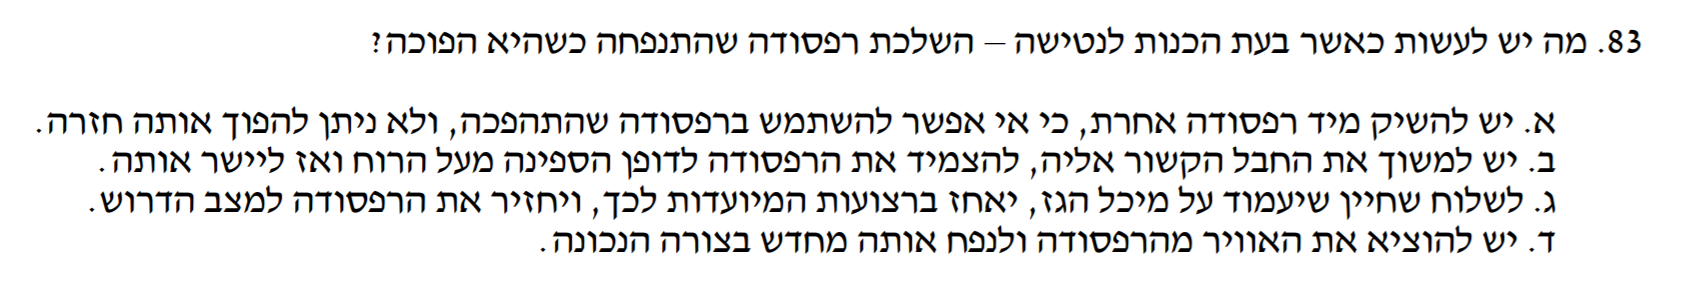 83. מה יש לעשות כאשר בעת הכנות לנטישה – השלכת רפסודה שהתנפחה כשהיא הפוכה?
א. יש להשיק מיד רפסודה אחרת, כי אי אפשר להשתמש ברפסודה שהתהפכה, ולא ניתן להפוך אותה חזרה.
ב. יש למשוך את החבל הקשור אליה, להצמיד את הרפסודה לדופן הספינה מעל הרוח ואז ליישר אותה.
ג. לשלוח שחיין שיעמוד על מיכל הגז, יאחז ברצועות המיועדות לכך, ויחזיר את הרפסודה למצב הדרוש.
ד. יש להוציא את האוויר מהרפסודה ולנפח אותה מחדש בצורה הנכונה.